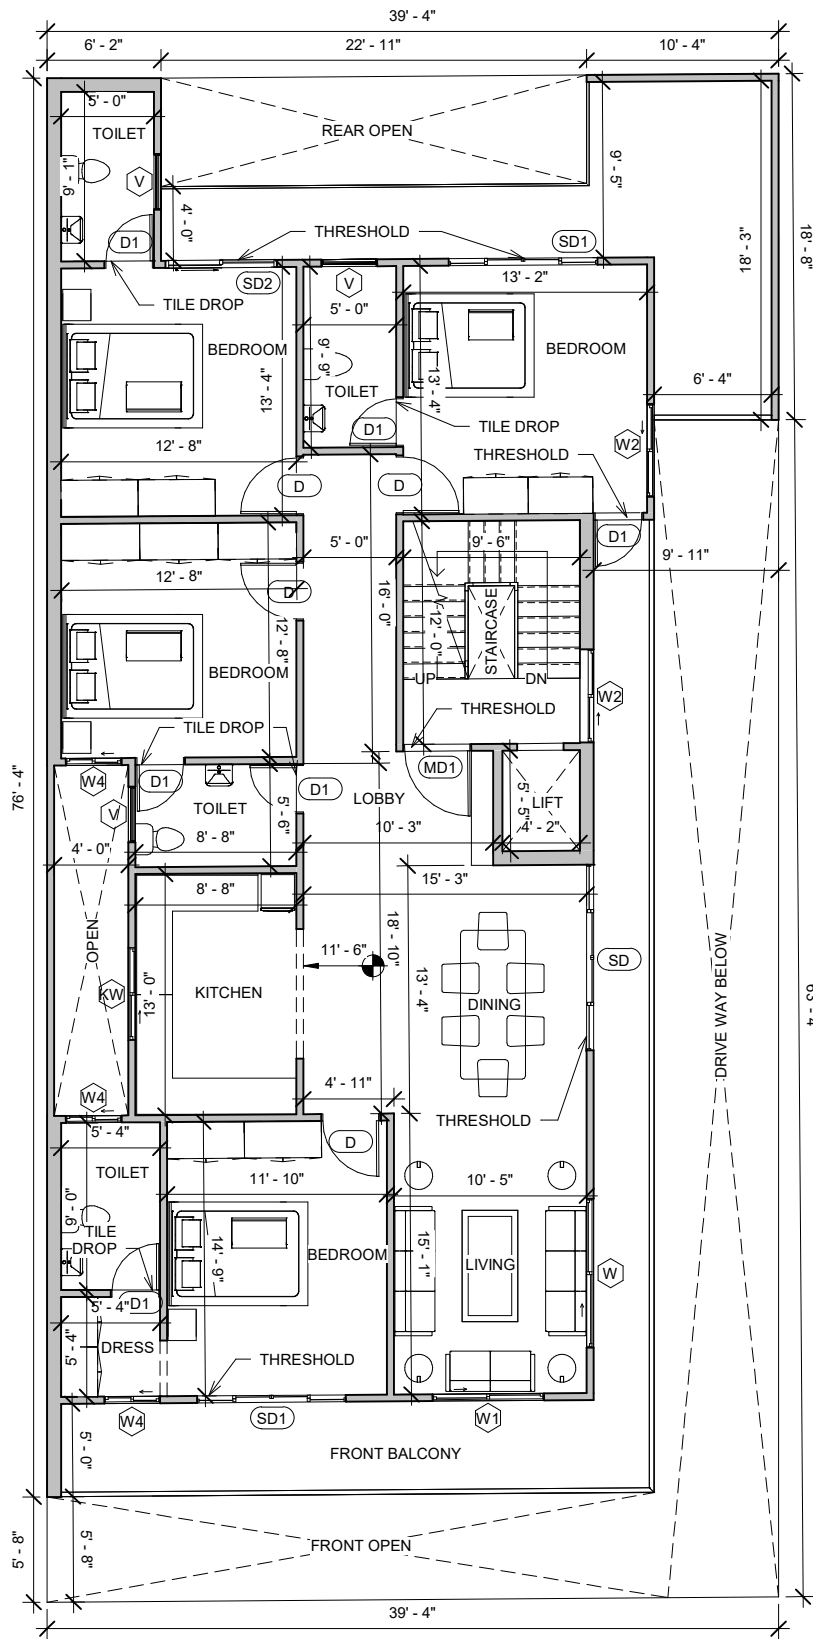 39' - 4"
6' - 2"
22' - 11"
10' - 4"
5' - 0"
TOILET
REAR OPEN
9' - 1"
V
9' - 5"
4' - 0"
D1
THRESHOLD
SD1
18' - 3"
18' - 8"
SD2
TILE DROP
V
13' - 2"
5' - 0"
BEDROOM
9' - 6"
BEDROOM
13' - 4"
TOILET
13' - 4"
6' - 4"
D1
TILE DROP
12' - 8"
THRESHOLD
W2
D
D
D1
9' - 6"
5' - 0"
9' - 11"
12' - 8"
D
16' - 0"
12' - 0"
STAIRCASE
12' - 8"
BEDROOM
UP
DN
W2
TILE DROP
THRESHOLD
W4
D1
D1
MD1
LOBBY
76' - 4"
V
TOILET
5' - 6"
5' - 5"
LIFT
10' - 3"
4' - 2"
8' - 8"
4' - 0"
8' - 8"
15' - 3"
OPEN
11' - 6"
18' - 10"
SD
KW
13' - 0"
KITCHEN
13' - 4"
DINING
DRIVE WAY BELOW
63' - 4"
W4
4' - 11"
THRESHOLD
5' - 4"
D
TOILET
11' - 10"
10' - 5"
9' - 0"
TILE
DROP
14' - 9"
BEDROOM
15' - 1"
LIVING
W
D1
5' - 4"
5' - 4"
DRESS
THRESHOLD
W4
SD1
W1
5' - 0"
FRONT BALCONY
5' - 8"
5' - 8"
FRONT OPEN
39' - 4"